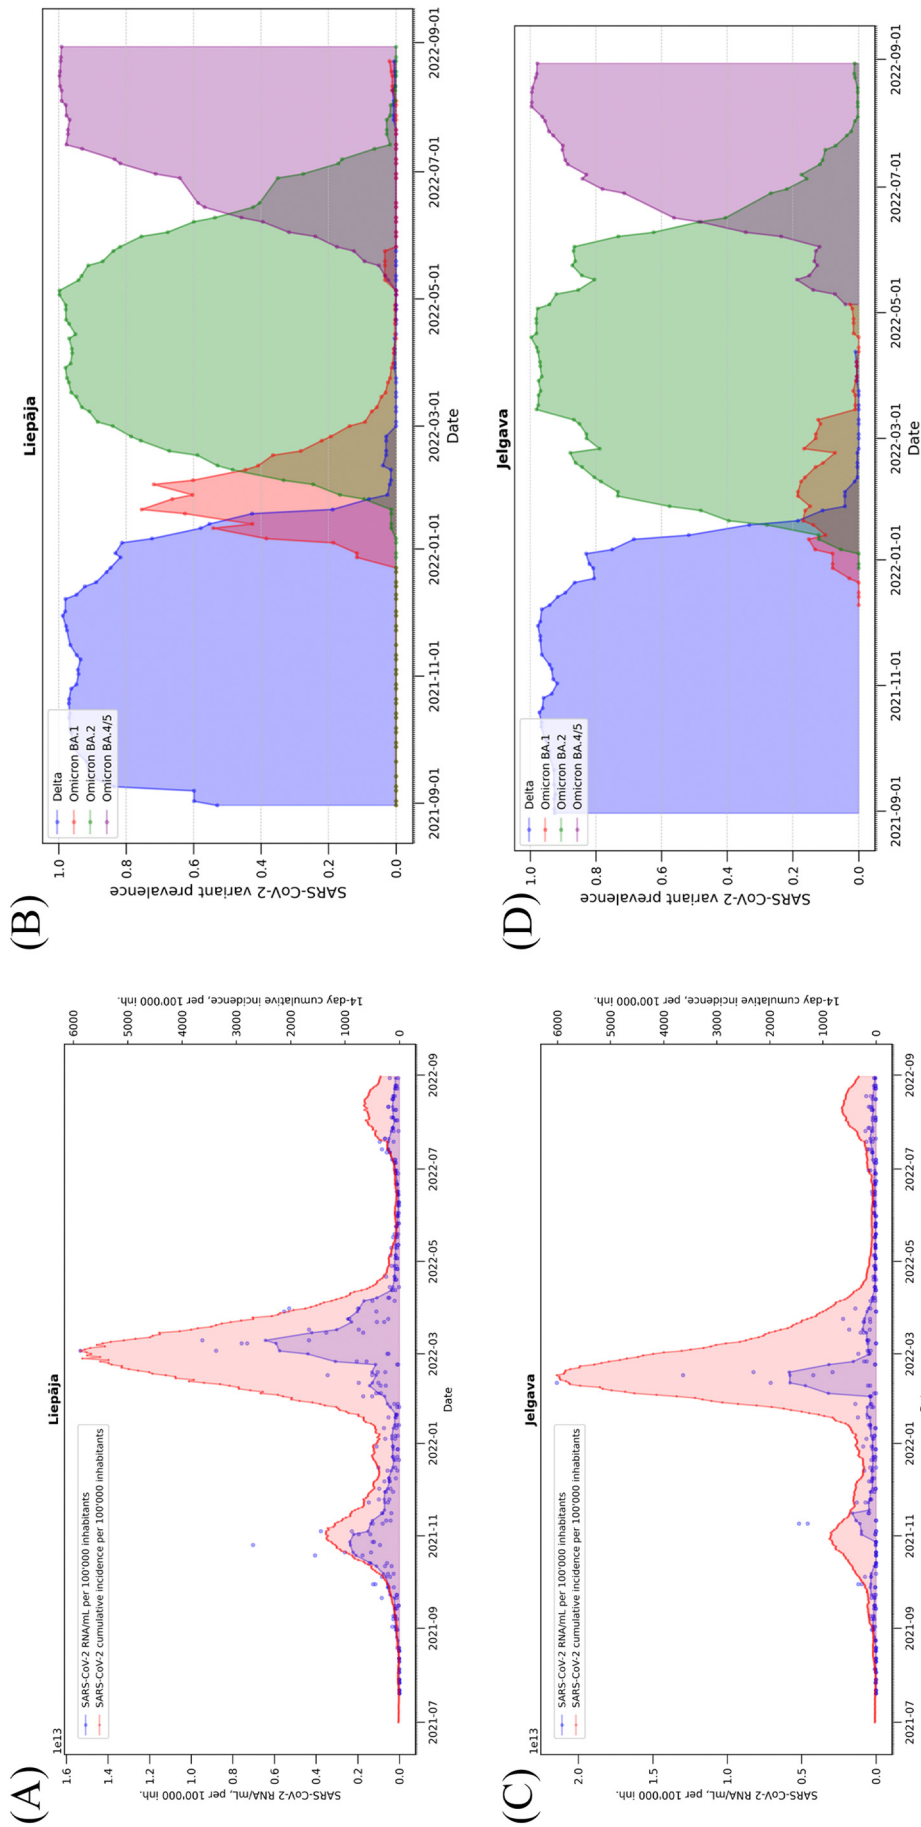 (A)
Liepāja
1e13
SARS-CoV-2 RNA/mL per 100'000 inhabitants
SARS-CoV-2 cumulative incidence per 100'000 inhabitants
SARS-CoV-2 RNA/mL, per 100'000 inh.
1.6
1.4
1.2
1.0
0.8
0.6
0.4
0.2
0.0
14-day cumulative incidence, per 100'000 inh.
6000
5000
4000
3000
2000
1000
0
2021-07
2021-09
2021-11
2022-01
2022-03
2022-05
2022-07
2022-09
Date
(B)
Liepāja
Delta
Omicron BA.1
Omicron BA.2
Omicron BA.4/5
SARS-CoV-2 variant prevalence
1.0
0.8
0.6
0.4
0.2
0.0
2021-09-01
2021-11-01
2022-01-01
2022-03-01
2022-05-01
2022-07-01
2022-09-01
Date
(C)
Jelgava
1e13
SARS-CoV-2 RNA/mL per 100'000 inhabitants
SARS-CoV-2 cumulative incidence per 100'000 inhabitants
SARS-CoV-2 RNA/mL, per 100'000 inh.
2.0
1.5
1.0
0.5
0.0
14-day cumulative incidence, per 100'000 inh.
6000
5000
4000
3000
2000
1000
0
2021-07
2021-09
2021-11
2022-01
2022-03
2022-05
2022-07
2022-09
(D)
Jelgava
Delta
Omicron BA.1
Omicron BA.2
Omicron BA.4/5
SARS-CoV-2 variant prevalence
1.0
0.8
0.6
0.4
0.2
0.0
2021-09-01
2021-11-01
2022-01-01
2022-03-01
2022-05-01
2022-07-01
2022-09-01
Date